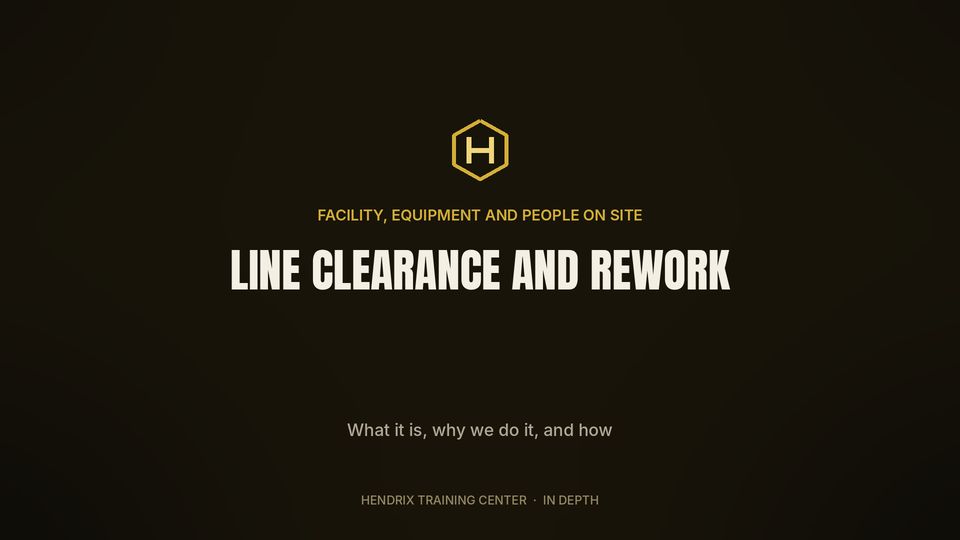 H
FACILITY, EQUIPMENT AND PEOPLE ON SITE
LINE CLEARANCE AND REWORK
What it is, why we do it, and how
HENDRIX TRAINING CENTER · IN DEPTH